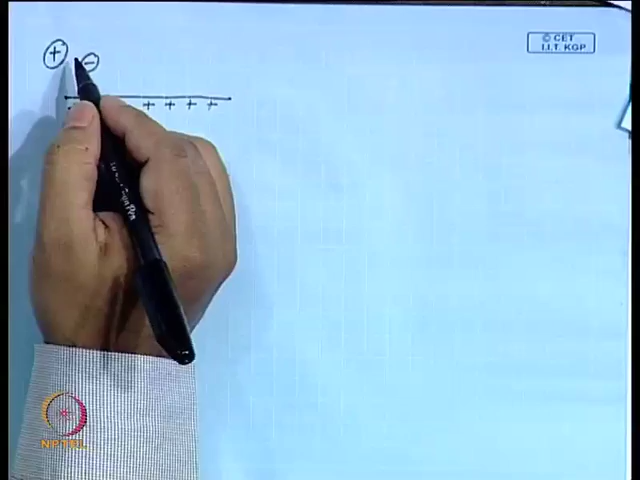 © CET
I.I.T. KGP
+ −
+ + + +
NPTEL